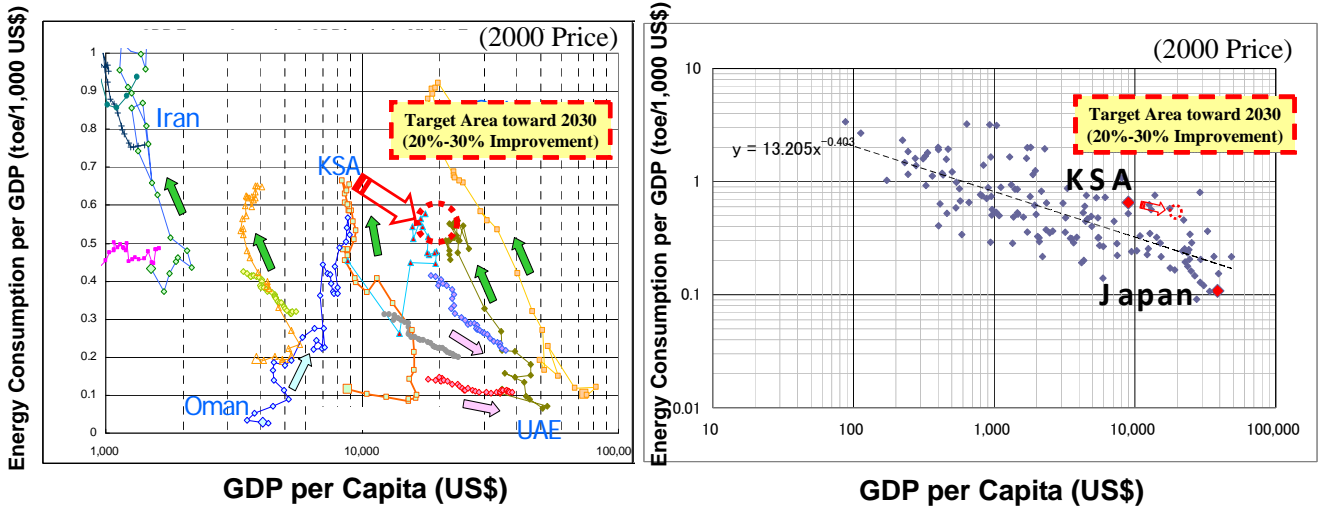 (2000 Price)
Energy Consumption per GDP (toe/1,000 US$)
1
0.9
0.8
0.7
0.6
0.5
0.4
0.3
0.2
0.1
0
Iran
Target Area toward 2030
(20%-30% Improvement)
KSA
Oman
UAE
1,000
10,000
100,00
GDP per Capita (US$)
(2000 Price)
Energy Consumption per GDP (toe/1,000 US$)
10
1
0.1
0.01
Target Area toward 2030
(20%-30% Improvement)
y = 13.205x^-0.403
KSA
Japan
10
100
1,000
10,000
100,000
GDP per Capita (US$)